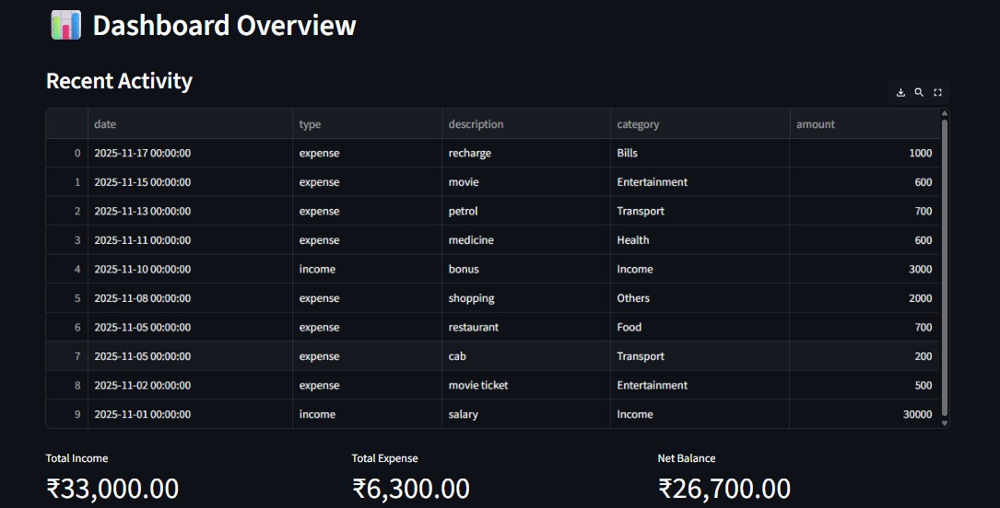 Dashboard Overview
Recent Activity
date type description category amount
0 2025-11-17 00:00:00 expense recharge Bills 1000
1 2025-11-15 00:00:00 expense movie Entertainment 600
2 2025-11-13 00:00:00 expense petrol Transport 700
3 2025-11-11 00:00:00 expense medicine Health 600
4 2025-11-10 00:00:00 income bonus Income 3000
5 2025-11-08 00:00:00 expense shopping Others 2000
6 2025-11-05 00:00:00 expense restaurant Food 700
7 2025-11-05 00:00:00 expense cab Transport 200
8 2025-11-02 00:00:00 expense movie ticket Entertainment 500
9 2025-11-01 00:00:00 income salary Income 30000
Total Income Total Expense Net Balance
₹33,000.00 ₹6,300.00 ₹26,700.00